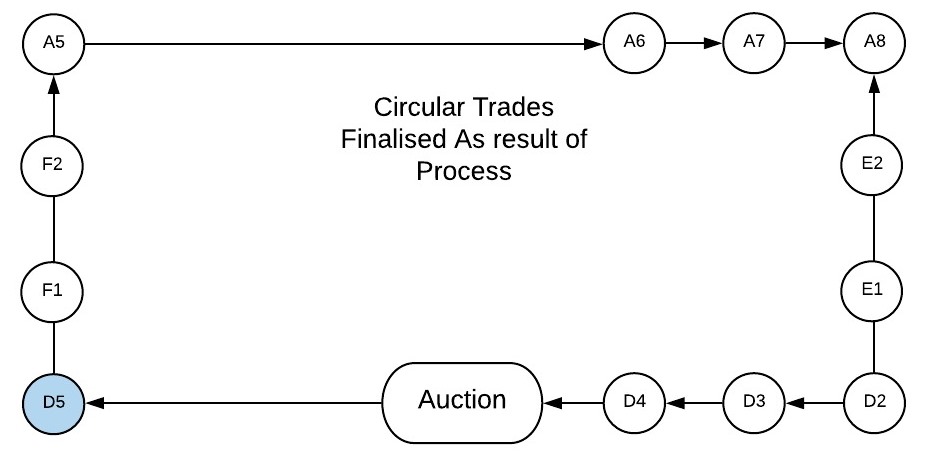 A5
A6
A7
A8
Circular Trades
Finalised As result of
Process
F2
E2
F1
E1
D5
Auction
D4
D3
D2